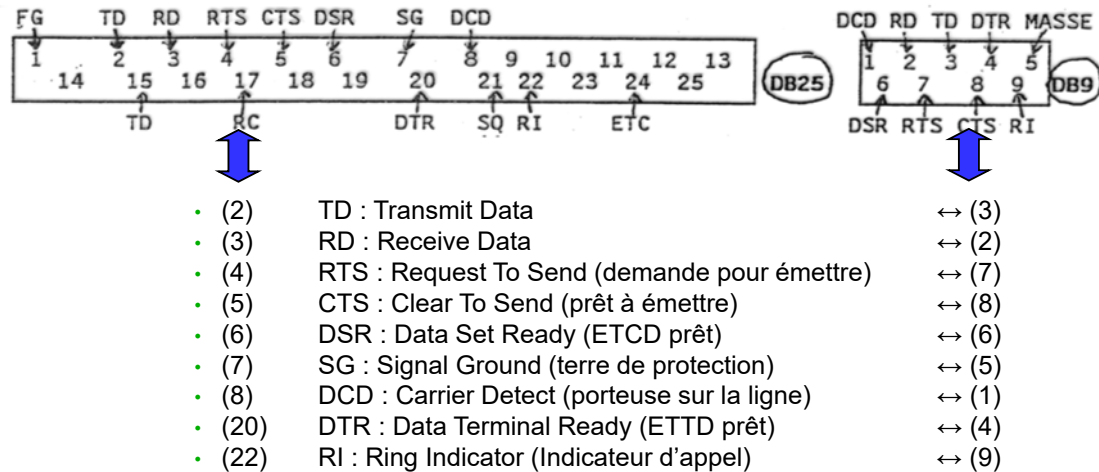 FG TD RD RTS CTS DSR SG DCD
1 2 3 4 5 6 7 8 9 10 11 12 13
14 15 16 17 18 19 20 21 22 23 24 25
DB25
TD RC DTR SQ RI ETC
DCD RD TD DTR MASSE
1 2 3 4 5
6 7 8 9
DB9
DSR RTS CTS RI
• (2) TD : Transmit Data ↔ (3)
• (3) RD : Receive Data ↔ (2)
• (4) RTS : Request To Send (demande pour émettre) ↔ (7)
• (5) CTS : Clear To Send (prêt à émettre) ↔ (8)
• (6) DSR : Data Set Ready (ETCD prêt) ↔ (6)
• (7) SG : Signal Ground (terre de protection) ↔ (5)
• (8) DCD : Carrier Detect (porteuse sur la ligne) ↔ (1)
• (20) DTR : Data Terminal Ready (ETTD prêt) ↔ (4)
• (22) RI : Ring Indicator (Indicateur d'appel) ↔ (9)